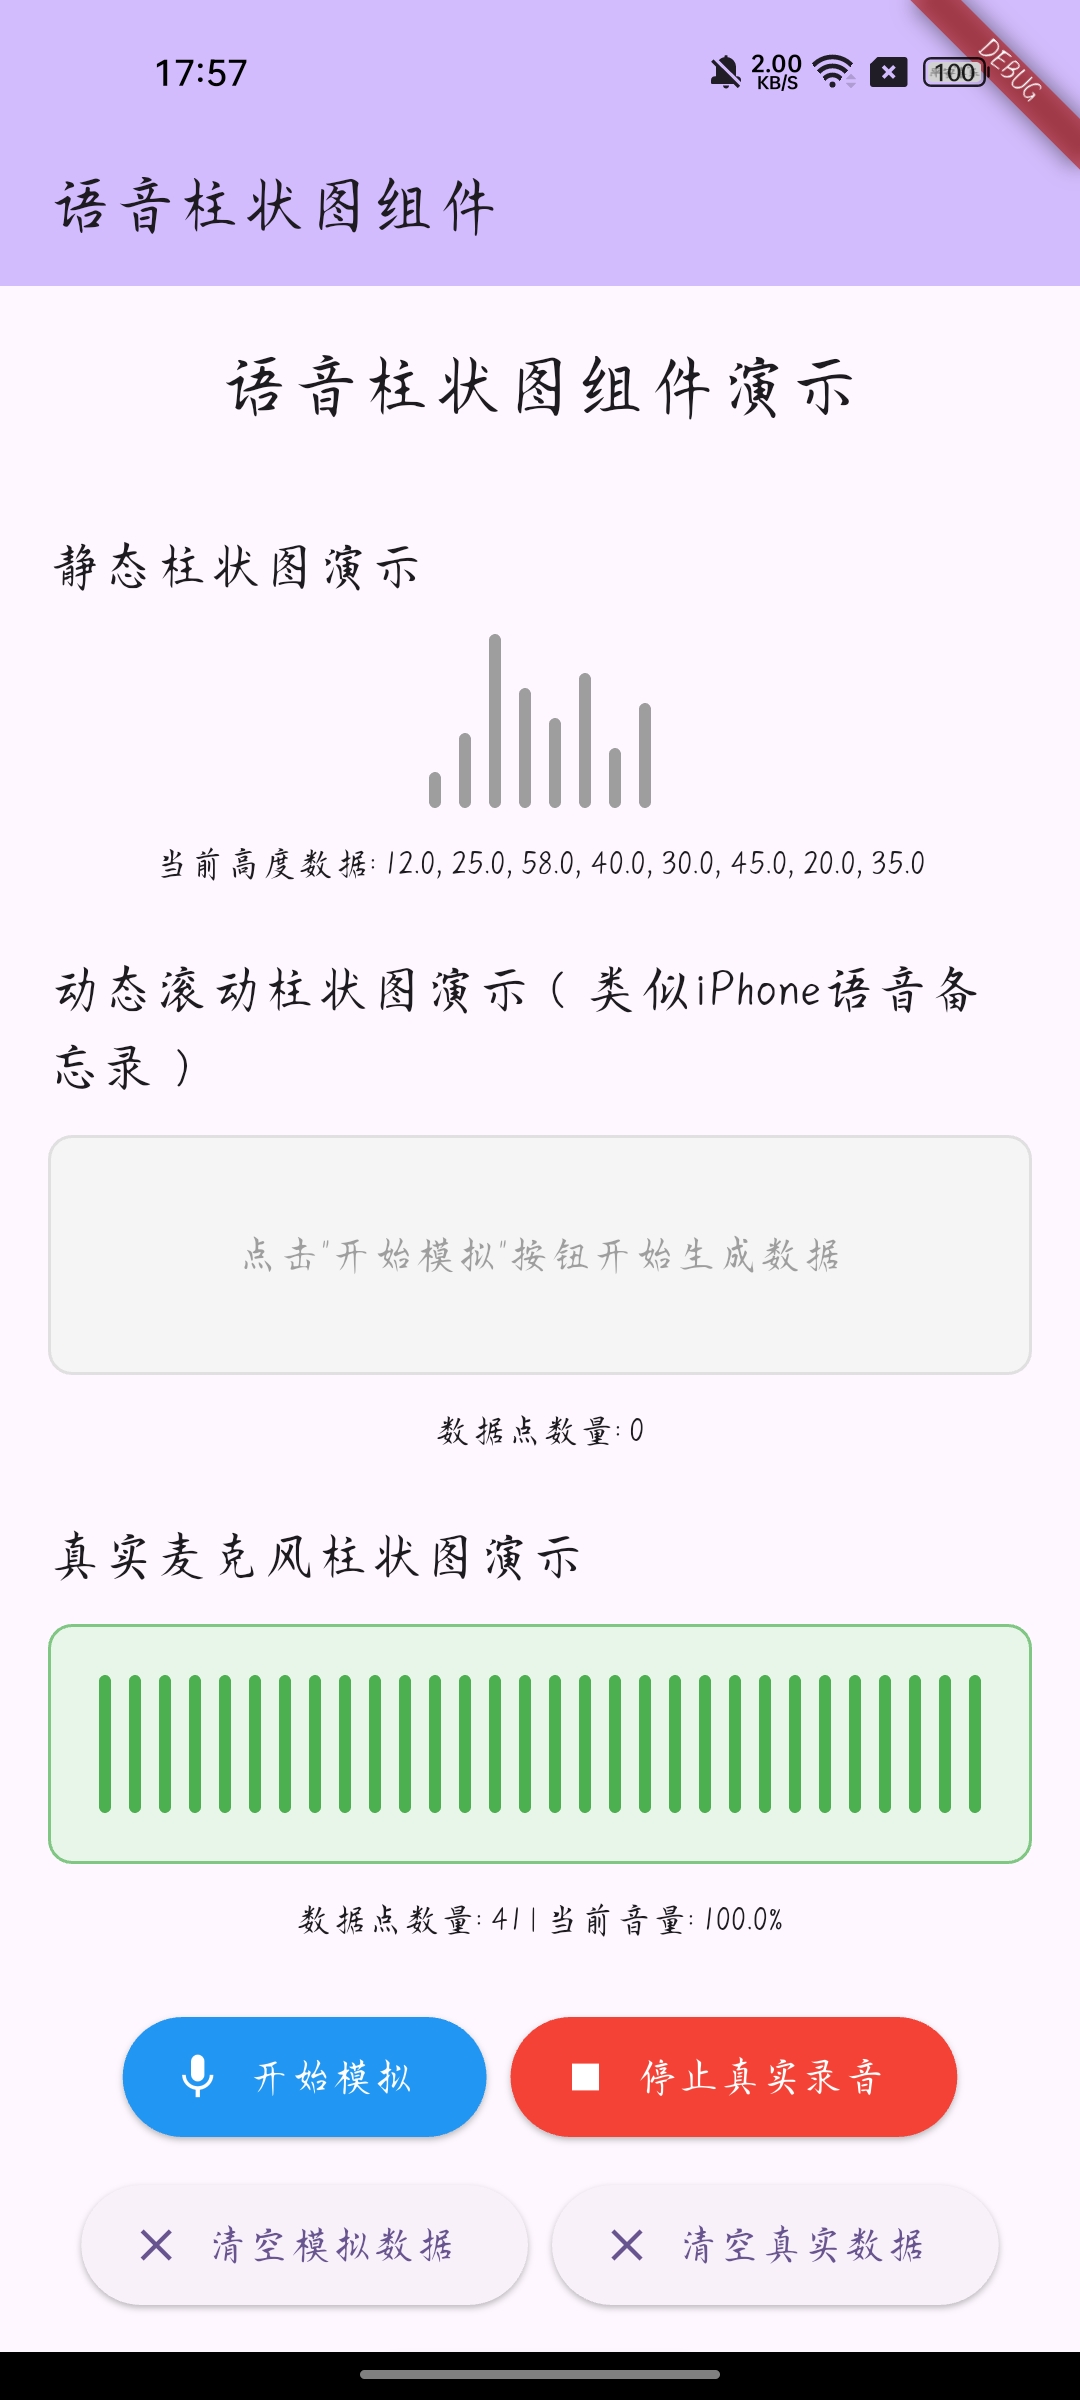 17:57
2.00
KB/S
100
DEBUG
语音柱状图组件
语音柱状图组件演示
静态柱状图演示
当前高度数据: 12.0, 25.0, 58.0, 40.0, 30.0, 45.0, 20.0, 35.0
动态滚动柱状图演示（类似iPhone语音备
忘录）
点击"开始模拟"按钮开始生成数据
数据点数量: 0
真实麦克风柱状图演示
数据点数量: 41 | 当前音量: 100.0%
开始模拟
停止真实录音
清空模拟数据
清空真实数据